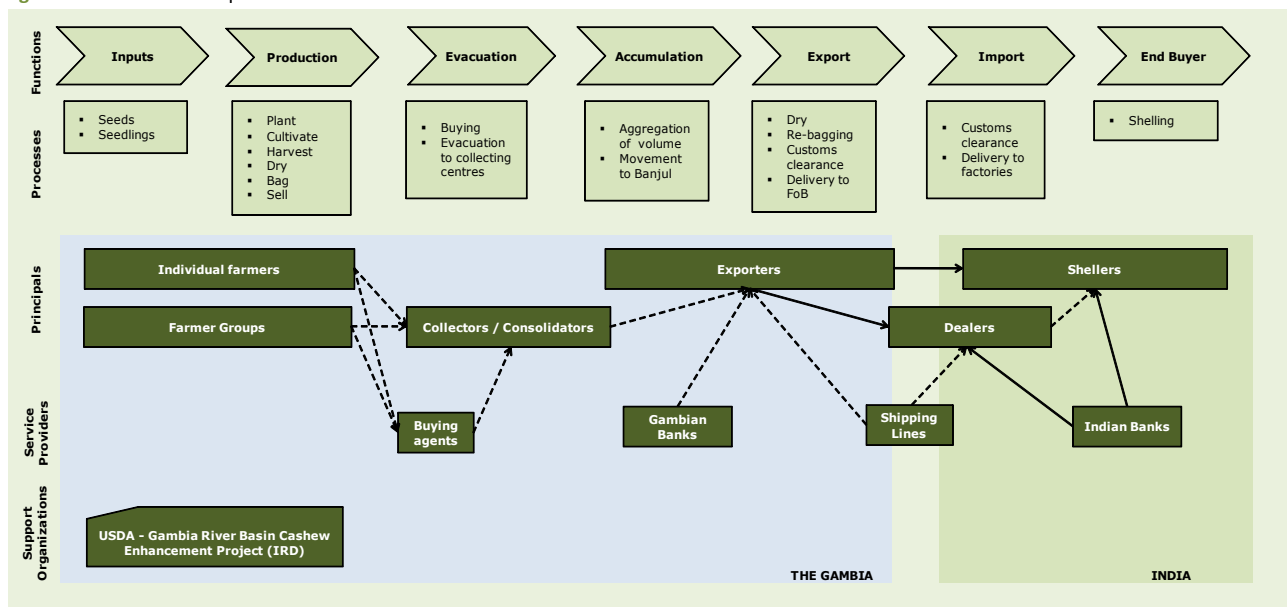 Functions
Inputs
Production
Evacuation
Accumulation
Export
Import
End Buyer
Processes
▪ Seeds
▪ Seedlings
▪ Plant
▪ Cultivate
▪ Harvest
▪ Dry
▪ Bag
▪ Sell
▪ Buying
▪ Evacuation
to collecting
centres
▪ Aggregation
of volume
▪ Movement
to Banjul
▪ Dry
▪ Re-bagging
▪ Customs
clearance
▪ Delivery to
FoB
▪ Customs
clearance
▪ Delivery to
factories
▪ Shelling
Principals
Individual farmers
Exporters
Shellers
Farmer Groups
Collectors / Consolidators
Dealers
Service
Providers
Buying
agents
Gambian
Banks
Shipping
Lines
Indian Banks
Support
Organizations
USDA - Gambia River Basin Cashew
Enhancement Project (IRD)
THE GAMBIA
INDIA